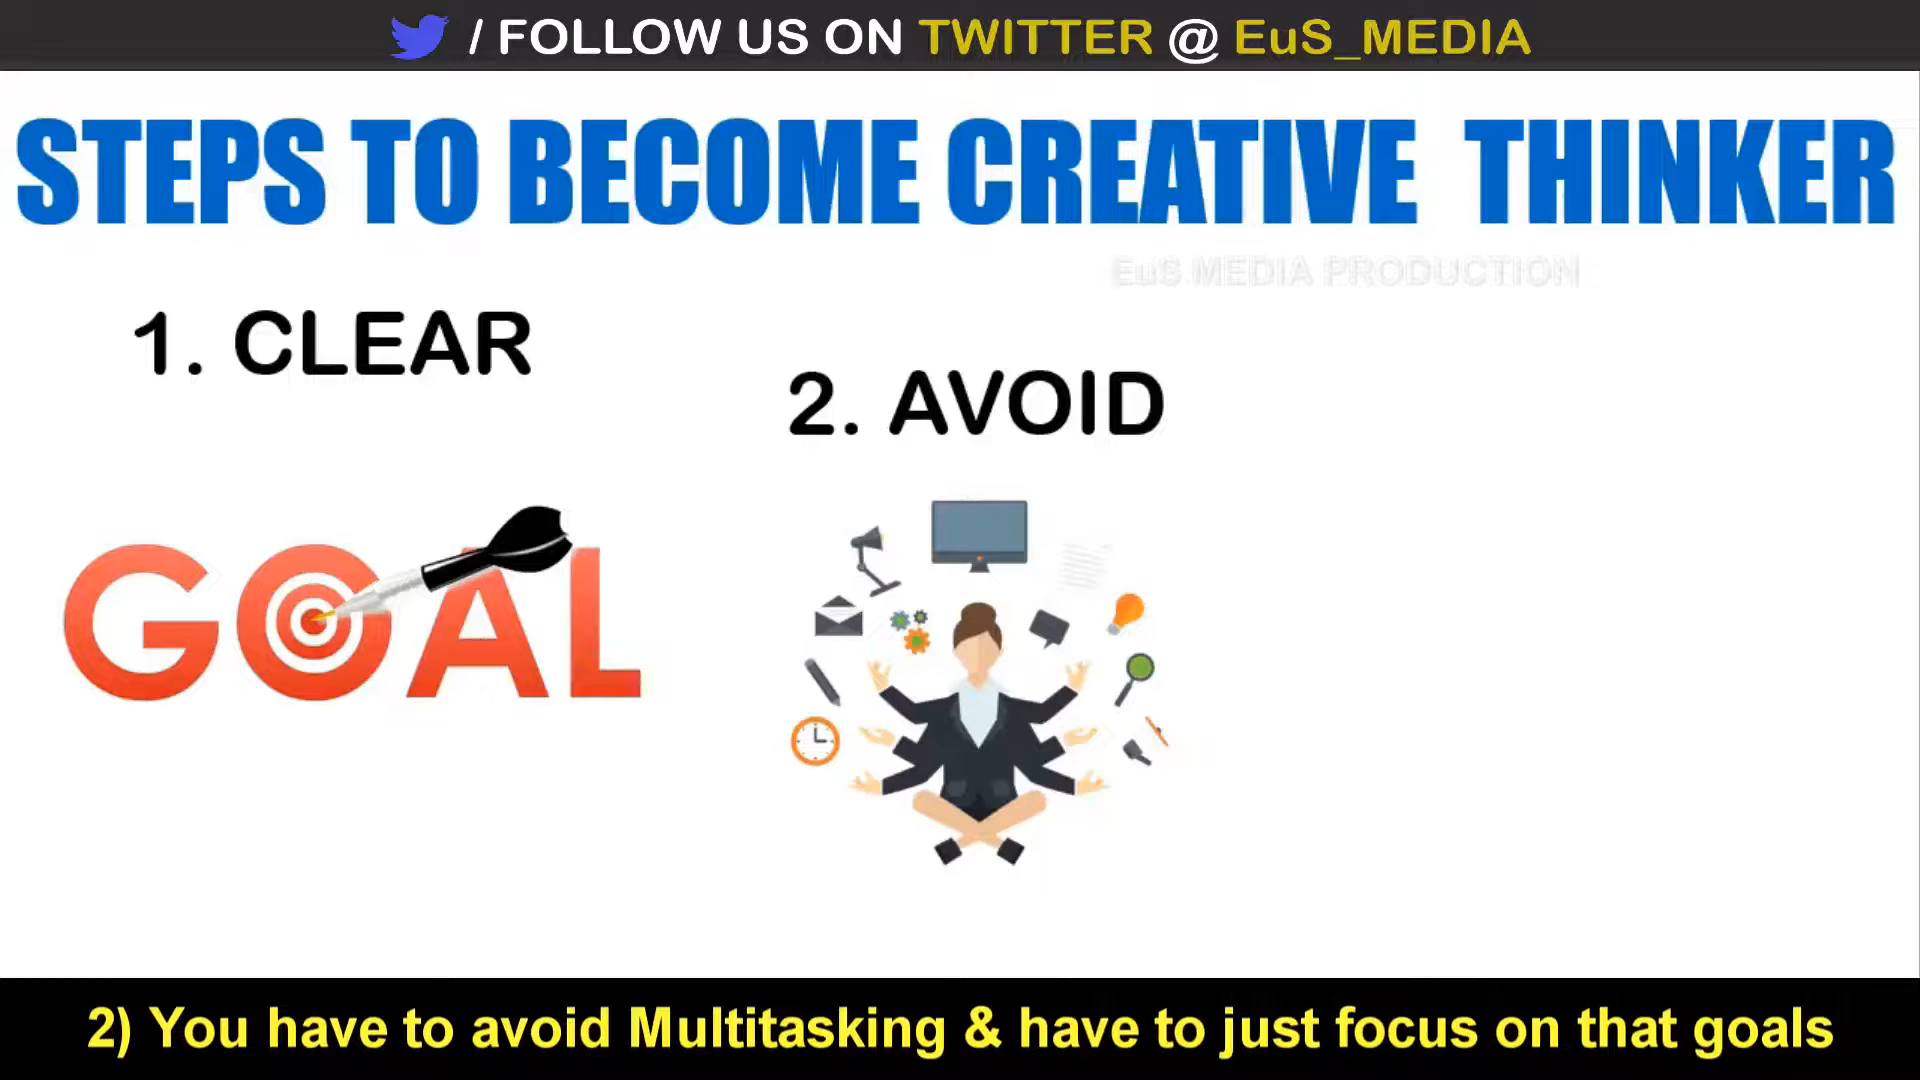 / FOLLOW US ON TWITTER @ EuS_MEDIA
STEPS TO BECOME CREATIVE THINKER
EuS MEDIA PRODUCTION
1. CLEAR
2. AVOID
GOAL
2) You have to avoid Multitasking & have to just focus on that goals